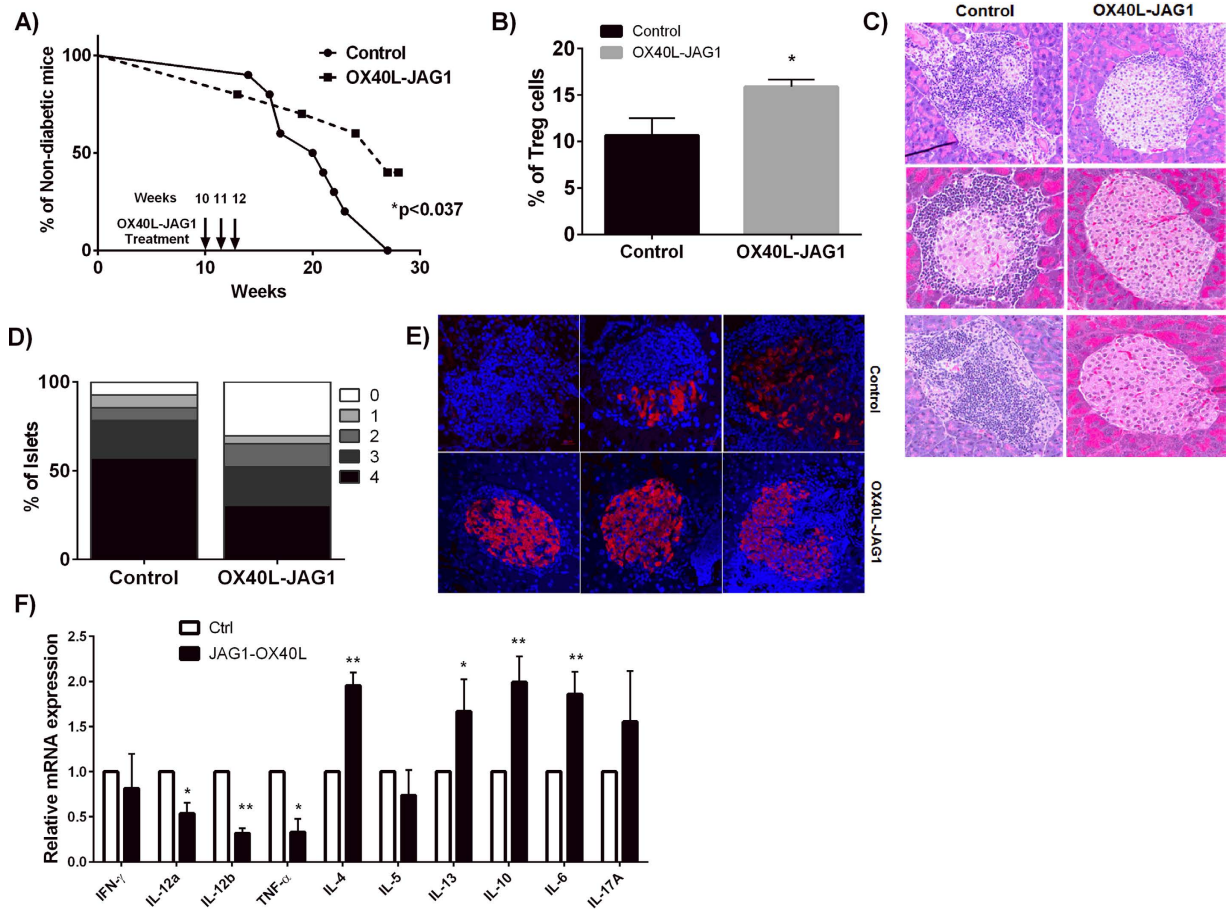 A)
% of Non-diabetic mice
100
50
0
Control
OX40L-JAG1
Weeks
10 11 12
OX40L-JAG1
Treatment
*p<0.037
0 10 20 30
Weeks
B)
% of Treg cells
20
15
10
5
0
Control
OX40L-JAG1
*
Control OX40L-JAG1
C)
Control OX40L-JAG1
D)
% of Islets
100
50
0
0
1
2
3
4
Control OX40L-JAG1
E)
Control
OX40L-JAG1
F)
Relative mRNA expression
2.5
2.0
1.5
1.0
0.5
0.0
Ctrl
JAG1-OX40L
* ** * ** * ** **
IFN-γ IL-12a IL-12b TNF-α IL-4 IL-5 IL-13 IL-10 IL-6 IL-17A